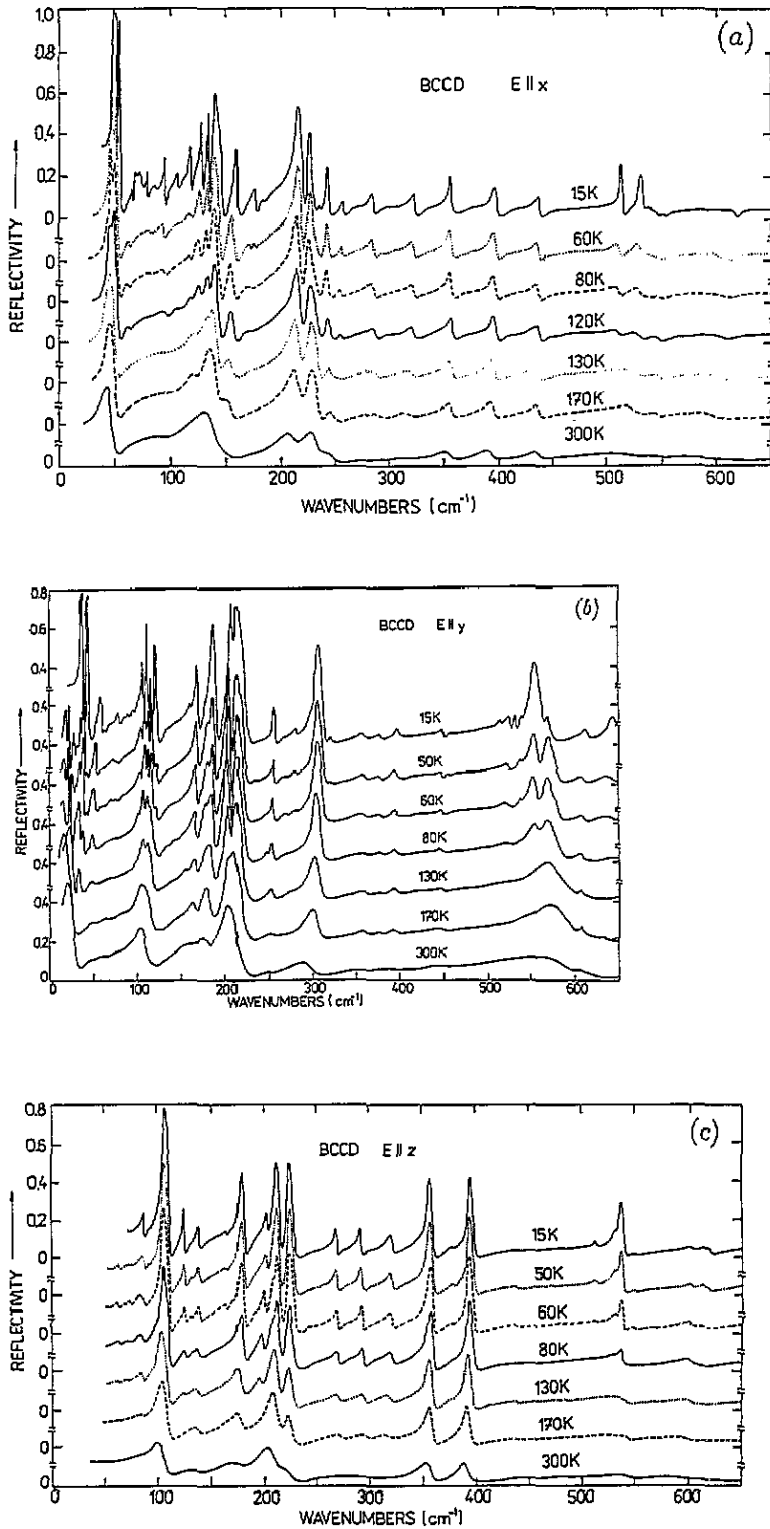 1.0
(a)
0.8
BCCD E∥x
0.6
0.4
REFLECTIVITY
0.2
15K
0
60K
0
80K
0
120K
0
130K
0
170K
0
300K
0
0 100 200 300 400 500 600
WAVENUMBERS [cm⁻¹]
0.8
(b)
BCCD E∥y
0.6
0.4
REFLECTIVITY
15K
0.4
50K
0.4
60K
0.4
80K
0.4
130K
0.4
170K
0.4
0.2
300K
0
0 100 200 300 400 500 600
WAVENUMBERS [cm⁻¹]
0.8
(c)
BCCD E∥z
0.4
REFLECTIVITY
0.2
15K
0
50K
0
60K
0
80K
0
130K
0
170K
0
300K
0
0 100 200 300 400 500 600
WAVENUMBERS [cm⁻¹]